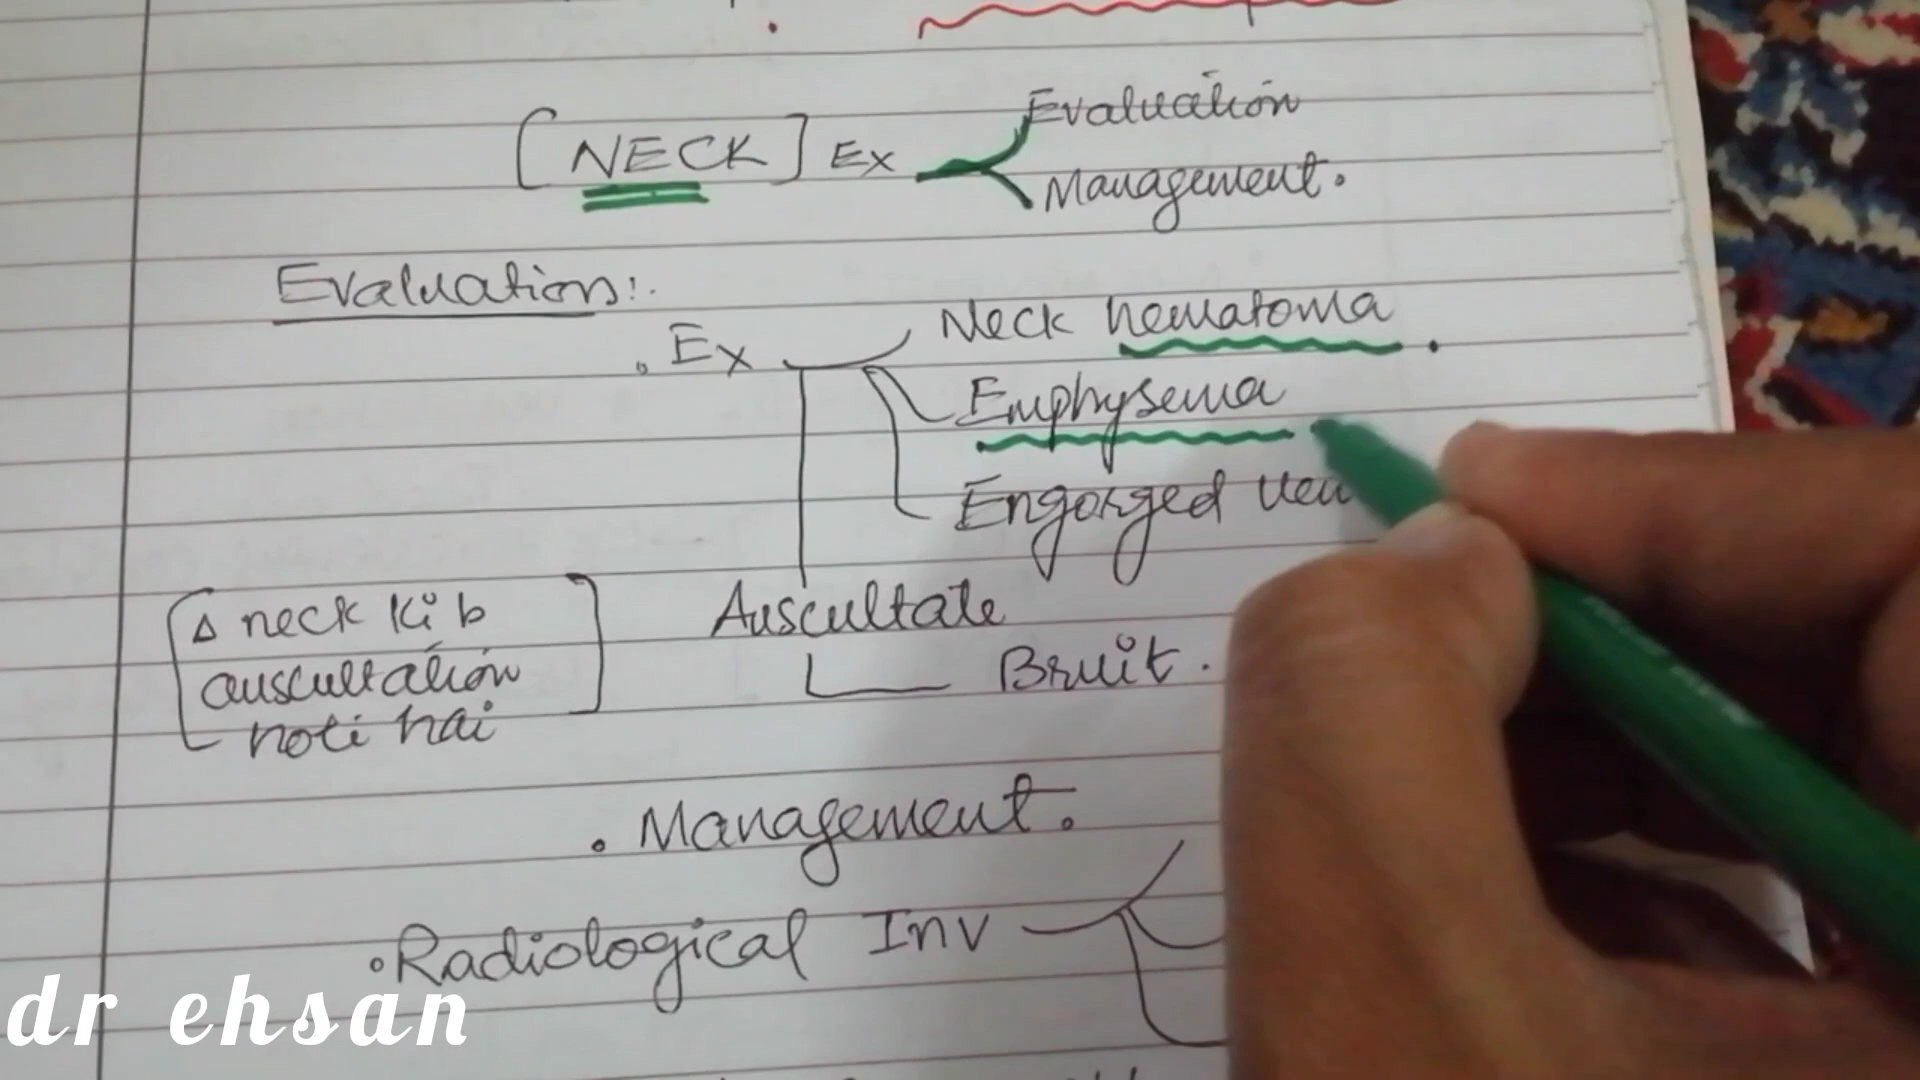 [NECK] Ex
Evaluation
Management.
Evaluation:.
. Ex
Neck hematoma .
Emphysema
Engorged
Auscultate
Bruit .
[Δ neck ki b
auscultation
hoti hai]
. Management .
. Radiological Inv
dr ehsan